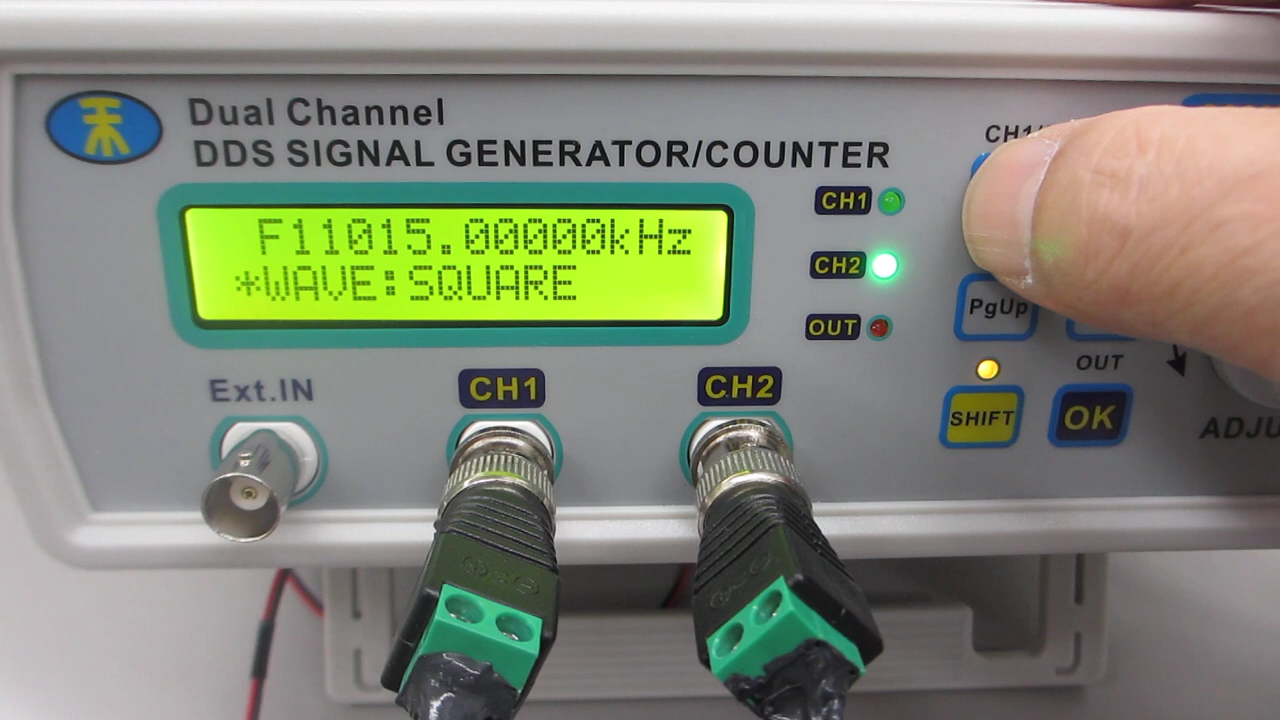 Dual Channel
DDS SIGNAL GENERATOR/COUNTER
CH1/
F11015.00000kHz
*WAVE:SQUARE
CH1
CH2
OUT
PgUp
OUT
SHIFT
OK
Ext.IN
CH1
CH2